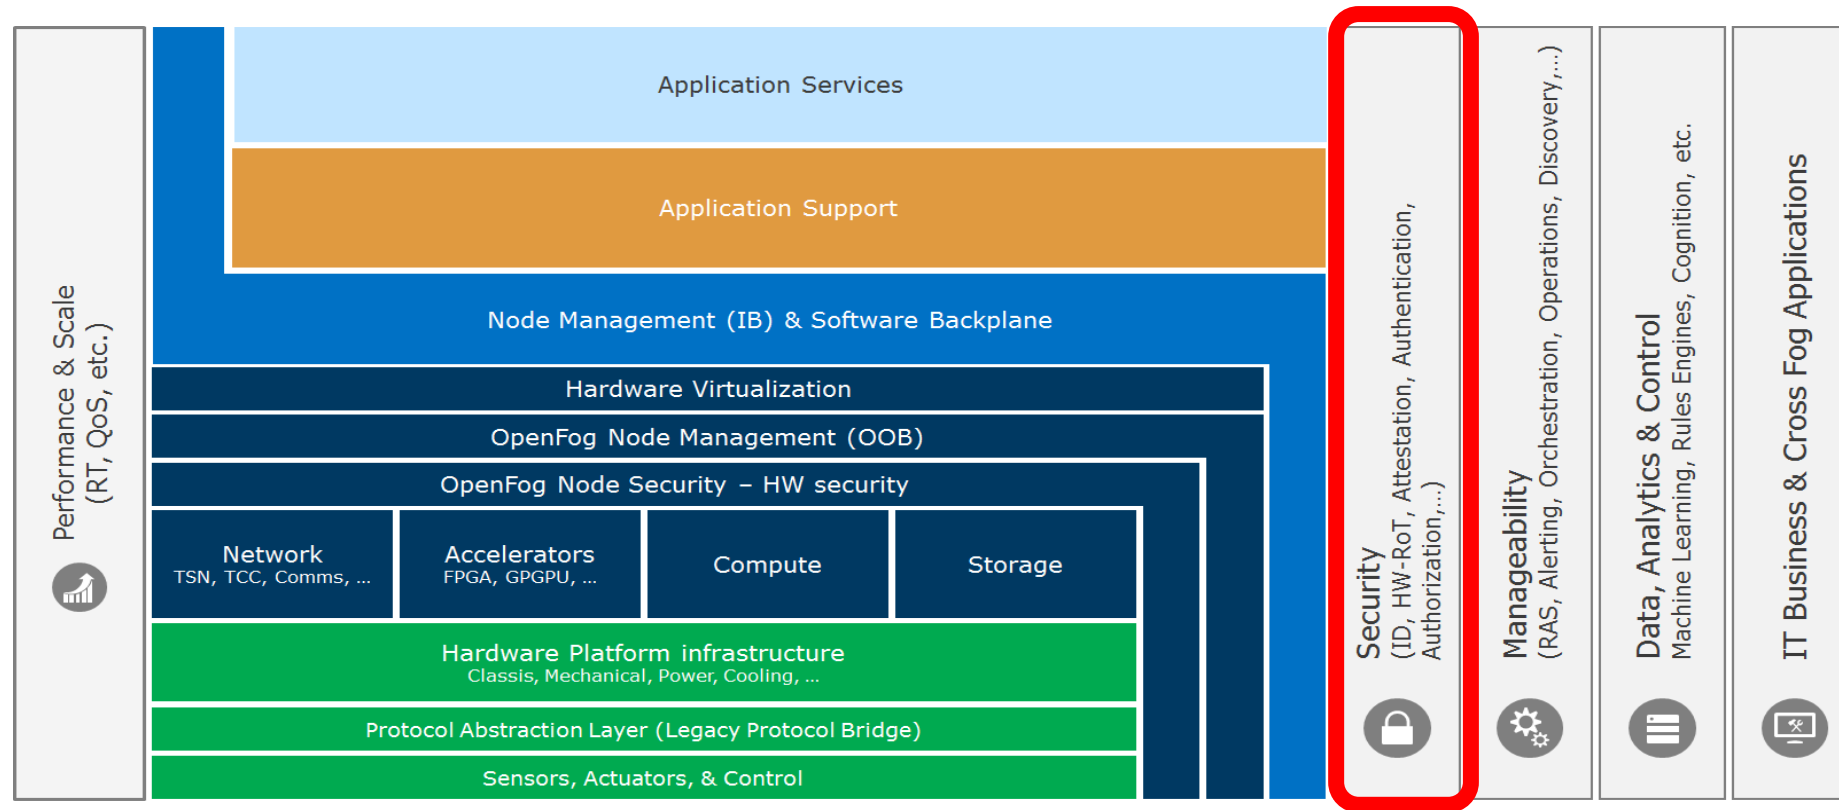 Performance & Scale
(RT, QoS, etc.)
Application Services
Application Support
Node Management (IB) & Software Backplane
Hardware Virtualization
OpenFog Node Management (OOB)
OpenFog Node Security – HW security
Network
TSN, TCC, Comms, ...
Accelerators
FPGA, GPGPU, ...
Compute
Storage
Hardware Platform infrastructure
Classis, Mechanical, Power, Cooling, ...
Protocol Abstraction Layer (Legacy Protocol Bridge)
Sensors, Actuators, & Control
Security
(ID, HW-RoT, Attestation, Authentication,
Authorization,...)
Manageability
(RAS, Alerting, Orchestration, Operations, Discovery,...)
Data, Analytics & Control
Machine Learning, Rules Engines, Cognition, etc.
IT Business & Cross Fog Applications